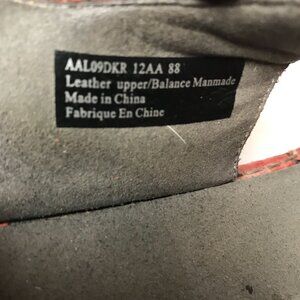 AAL09DKR 12AA 88
Leather upper/Balance Manmade
Made in China
Fabrique En Chine